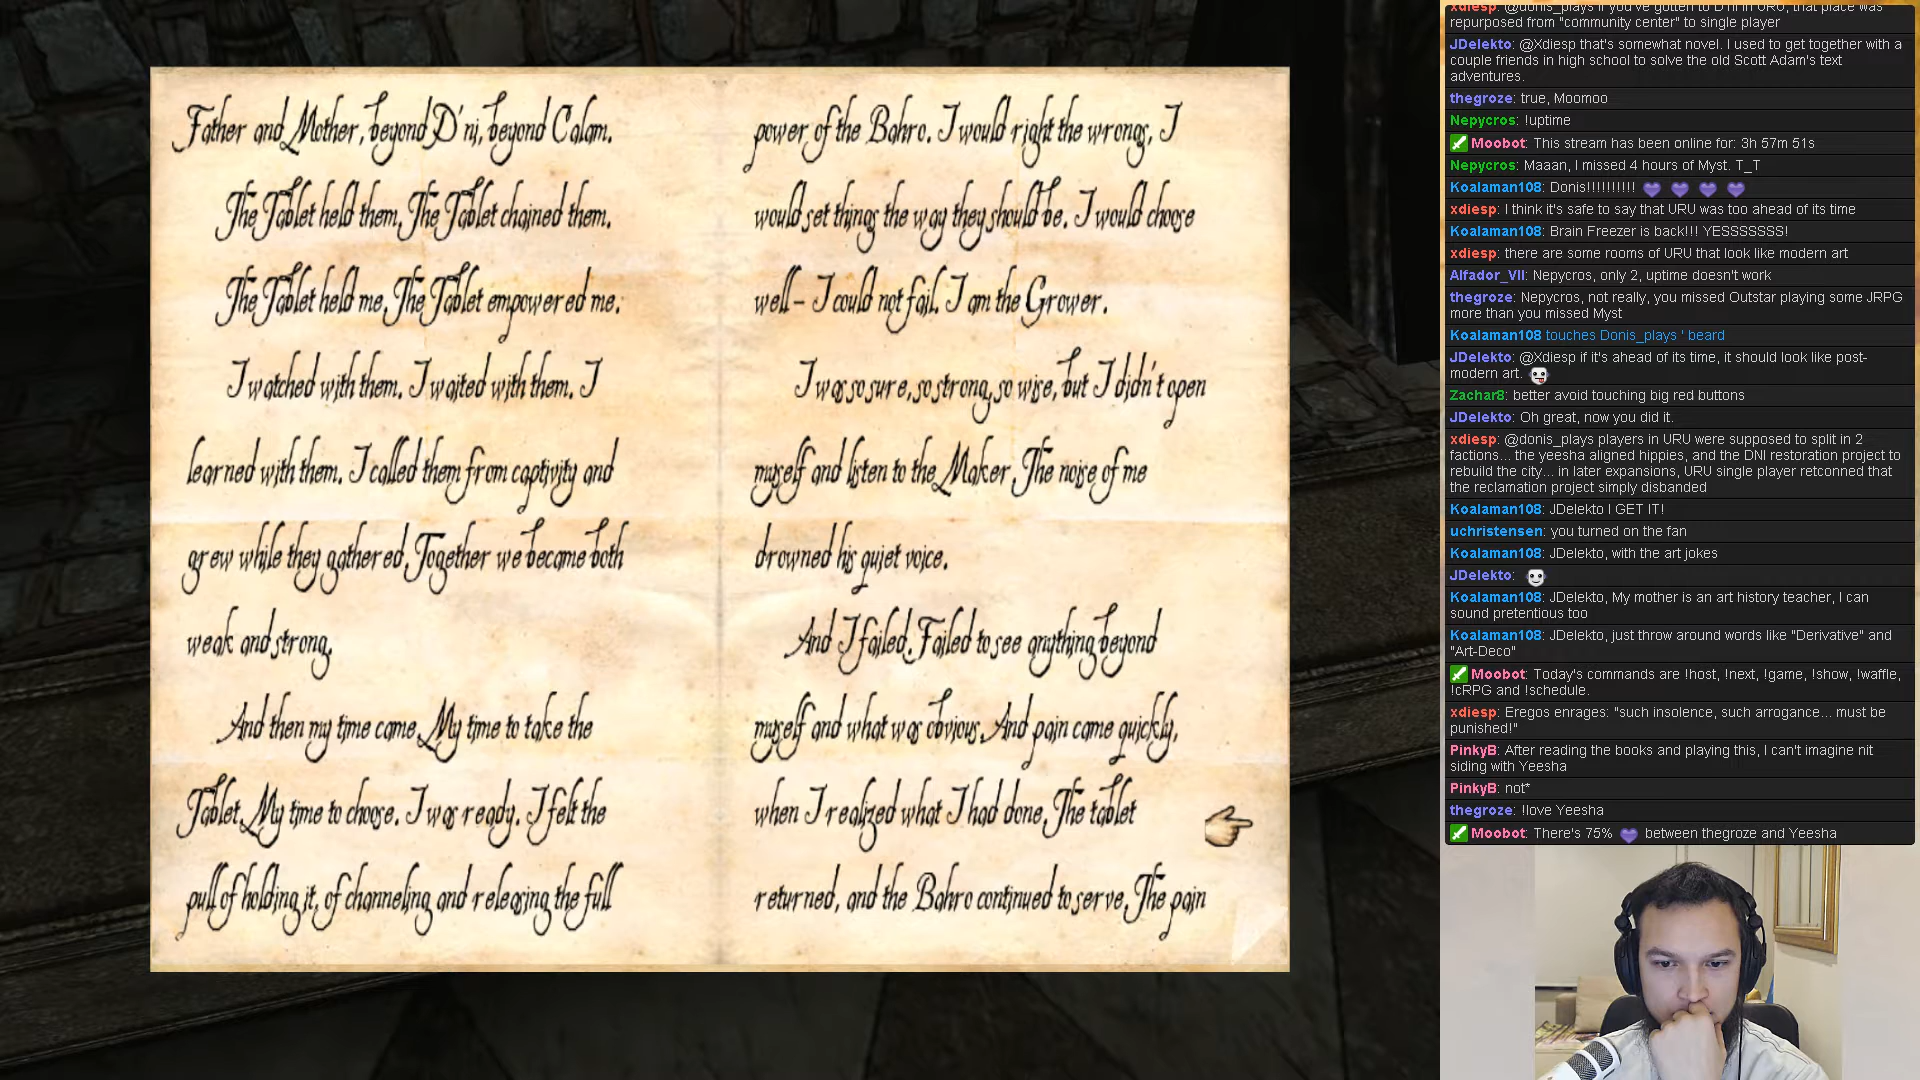 Father and Mother, beyond D'ni, beyond Calam.
The Tablet held them, The Tablet chained them.
The Tablet held me, The Tablet empowered me.
I watched with them. I waited with them. I
learned with them. I called them from captivity and
grew while they gathered. Together we became both
weak and strong.
And then my time came. My time to take the
Tablet. My time to choose. I was ready. I felt the
pull of holding it, of channeling and releasing the full
power of the Bahro. I would right the wrongs, I
would set things the way they should be. I would choose
well - I could not fail. I am the Grower.
I was so sure, so strong, so wise, but I didn't open
myself and listen to the Maker. The noise of me
drowned his quiet voice.
And I failed. Failed to see anything beyond
myself and what was obvious. And pain came quickly,
when I realized what I had done. The tablet
returned, and the Bahro continued to serve. The pain
xdiesp: @donis_plays if you've gotten to D'ni in URU, that place was
repurposed from "community center" to single player
JDelekto: @Xdiesp that's somewhat novel. I used to get together with a
couple friends in high school to solve the old Scott Adam's text
adventures.
thegroze: true, Moomoo
Nepycros: !uptime
Moobot: This stream has been online for: 3h 57m 51s
Nepycros: Maaan, I missed 4 hours of Myst. T_T
Koalaman108: Donis!!!!!!!!!!
xdiesp: I think it's safe to say that URU was too ahead of its time
Koalaman108: Brain Freezer is back!!! YESSSSSSS!
xdiesp: there are some rooms of URU that look like modern art
Alfador_VII: Nepycros, only 2, uptime doesn't work
thegroze: Nepycros, not really, you missed Outstar playing some JRPG
more than you missed Myst
Koalaman108 touches Donis_plays ' beard
JDelekto: @Xdiesp if it's ahead of its time, it should look like post-
modern art.
Zachar8: better avoid touching big red buttons
JDelekto: Oh great, now you did it.
xdiesp: @donis_plays players in URU were supposed to split in 2
factions... the yeesha aligned hippies, and the DNI restoration project to
rebuild the city... in later expansions, URU single player retconned that
the reclamation project simply disbanded
Koalaman108: JDelekto I GET IT!
uchristensen: you turned on the fan
Koalaman108: JDelekto, with the art jokes
JDelekto:
Koalaman108: JDelekto, My mother is an art history teacher, I can
sound pretentious too
Koalaman108: JDelekto, just throw around words like "Derivative" and
"Art-Deco"
Moobot: Today's commands are !host, !next, !game, !show, !waffle,
!cRPG and !schedule.
xdiesp: Eregos enrages: "such insolence, such arrogance... must be
punished!"
PinkyB: After reading the books and playing this, I can't imagine nit
siding with Yeesha
PinkyB: not*
thegroze: !love Yeesha
Moobot: There's 75% between thegroze and Yeesha